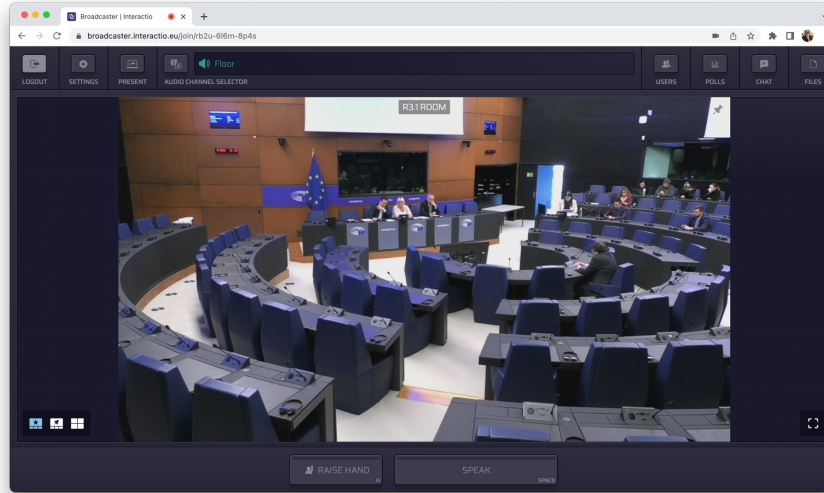 Broadcaster | Interactio
broadcaster.interactio.eu/join/rb2u-6l6m-8p4s
LOGOUT
SETTINGS
PRESENT
Floor
AUDIO CHANNEL SELECTOR
USERS
POLLS
CHAT
FILES
R3.1 ROOM
RAISE HAND
H
SPEAK
SPACE